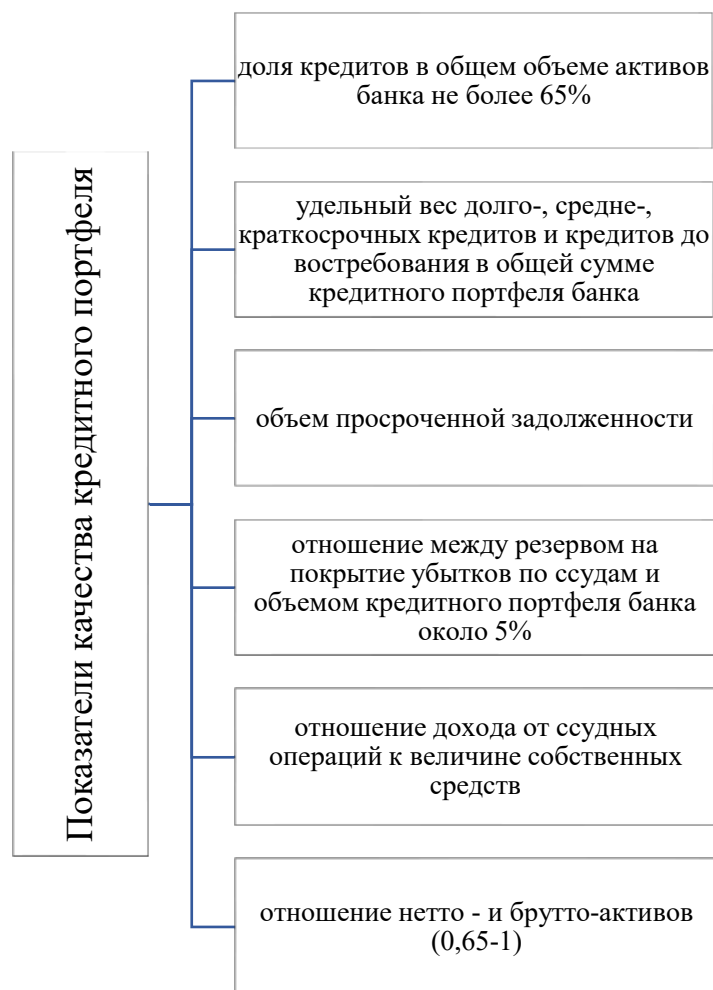 Показатели качества кредитного портфеля
доля кредитов в общем объеме активов
банка не более 65%
удельный вес долго-, средне-,
краткосрочных кредитов и кредитов до
востребования в общей сумме
кредитного портфеля банка
объем просроченной задолженности
отношение между резервом на
покрытие убытков по ссудам и
объемом кредитного портфеля банка
около 5%
отношение дохода от ссудных
операций к величине собственных
средств
отношение нетто - и брутто-активов
(0,65-1)